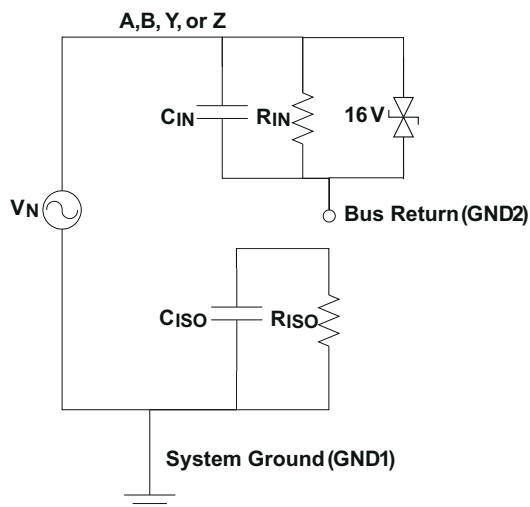 A,B, Y, or Z
CIN
RIN
16 V
VN
Bus Return (GND2)
CISO
RISO
System Ground (GND1)